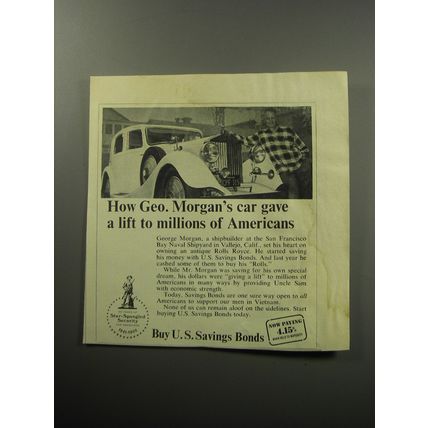 How Geo. Morgan's car gave
a lift to millions of Americans
George Morgan, a shipbuilder at the San Francisco
Bay Naval Shipyard in Vallejo, Calif., set his heart on
owning an antique Rolls Royce. He started saving
his money with U.S. Savings Bonds. And last year he
cashed some of them to buy his "Rolls."
While Mr. Morgan was saving for his own special
dream, his dollars were "giving a lift" to millions of
Americans in many ways by providing Uncle Sam
with economic strength.
Today, Savings Bonds are one sure way open to all
Americans to support our men in Vietnam.
None of us can remain aloof on the sidelines. Start
buying U.S. Savings Bonds today.
Star-Spangled
Security
Buy U.S. Savings Bonds
NOW PAYING
4.15%
WHEN HELD TO MATURITY